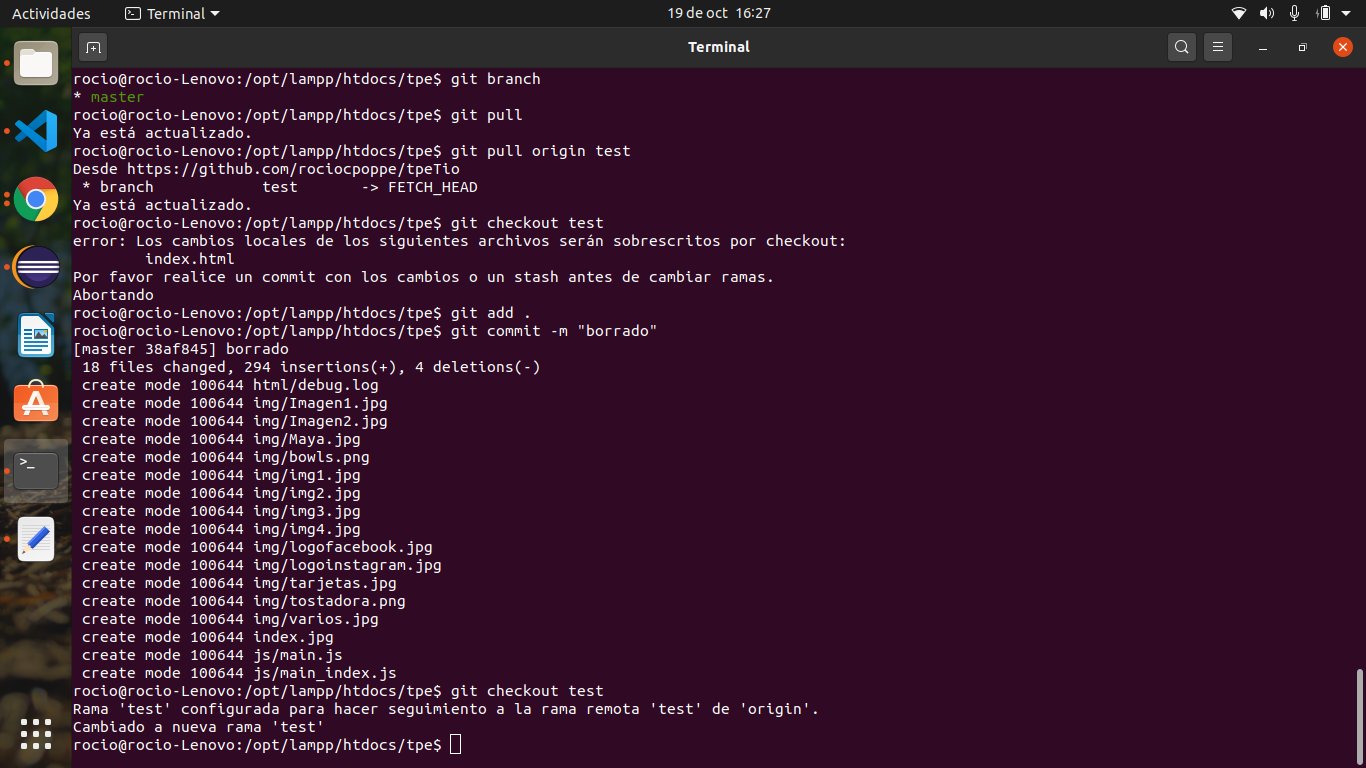 Actividades
Terminal
19 de oct 16:27
Terminal
rocio@rocio-Lenovo:/opt/lampp/htdocs/tpe$ git branch
* master
rocio@rocio-Lenovo:/opt/lampp/htdocs/tpe$ git pull
Ya está actualizado.
rocio@rocio-Lenovo:/opt/lampp/htdocs/tpe$ git pull origin test
Desde https://github.com/rociocpoppe/tpeTio
 * branch            test       -> FETCH_HEAD
Ya está actualizado.
rocio@rocio-Lenovo:/opt/lampp/htdocs/tpe$ git checkout test
error: Los cambios locales de los siguientes archivos serán sobrescritos por checkout:
        index.html
Por favor realice un commit con los cambios o un stash antes de cambiar ramas.
Abortando
rocio@rocio-Lenovo:/opt/lampp/htdocs/tpe$ git add .
rocio@rocio-Lenovo:/opt/lampp/htdocs/tpe$ git commit -m "borrado"
[master 38af845] borrado
 18 files changed, 294 insertions(+), 4 deletions(-)
 create mode 100644 html/debug.log
 create mode 100644 img/Imagen1.jpg
 create mode 100644 img/Imagen2.jpg
 create mode 100644 img/Maya.jpg
 create mode 100644 img/bowls.png
 create mode 100644 img/img1.jpg
 create mode 100644 img/img2.jpg
 create mode 100644 img/img3.jpg
 create mode 100644 img/img4.jpg
 create mode 100644 img/logofacebook.jpg
 create mode 100644 img/logoinstagram.jpg
 create mode 100644 img/tarjetas.jpg
 create mode 100644 img/tostadora.png
 create mode 100644 img/varios.jpg
 create mode 100644 index.jpg
 create mode 100644 js/main.js
 create mode 100644 js/main_index.js
rocio@rocio-Lenovo:/opt/lampp/htdocs/tpe$ git checkout test
Rama 'test' configurada para hacer seguimiento a la rama remota 'test' de 'origin'.
Cambiado a nueva rama 'test'
rocio@rocio-Lenovo:/opt/lampp/htdocs/tpe$